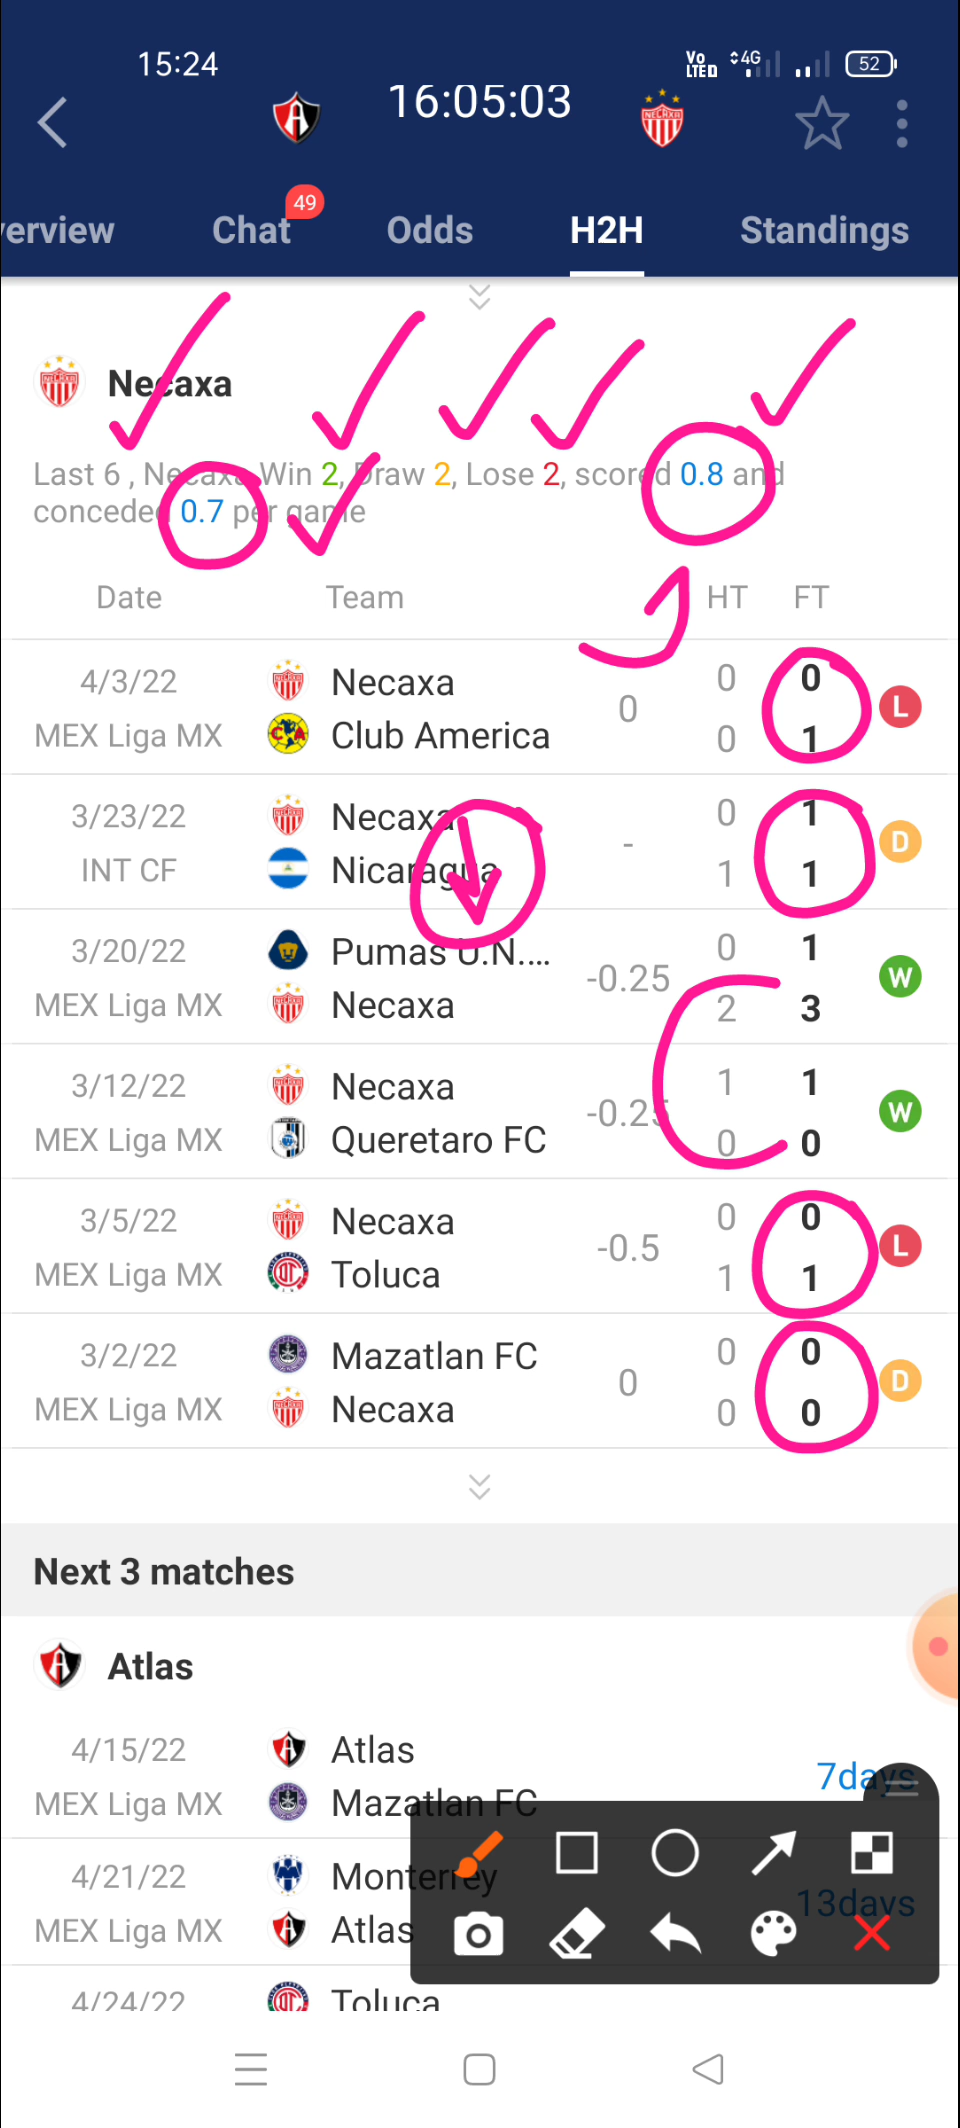 15:24
Vo LTE D 4G 52
16:05:03
verview Chat 49 Odds H2H Standings
Necaxa
Last 6 , Necaxa Win 2, Draw 2, Lose 2, scored 0.8 and
conceded 0.7 per game
Date Team HT FT
4/3/22 Necaxa 0 0
MEX Liga MX Club America 0 0 1 L
3/23/22 Necaxa 0 1
INT CF Nicaragua - 1 1 D
3/20/22 Pumas U.N.... 0 1
MEX Liga MX Necaxa -0.25 2 3 W
3/12/22 Necaxa 1 1
MEX Liga MX Queretaro FC -0.25 0 0 W
3/5/22 Necaxa 0 0
MEX Liga MX Toluca -0.5 1 1 L
3/2/22 Mazatlan FC 0 0
MEX Liga MX Necaxa 0 0 0 D
Next 3 matches
Atlas
4/15/22 Atlas 7days
MEX Liga MX Mazatlan FC
4/21/22 Monterrey 13days
MEX Liga MX Atlas
4/24/22 Toluca